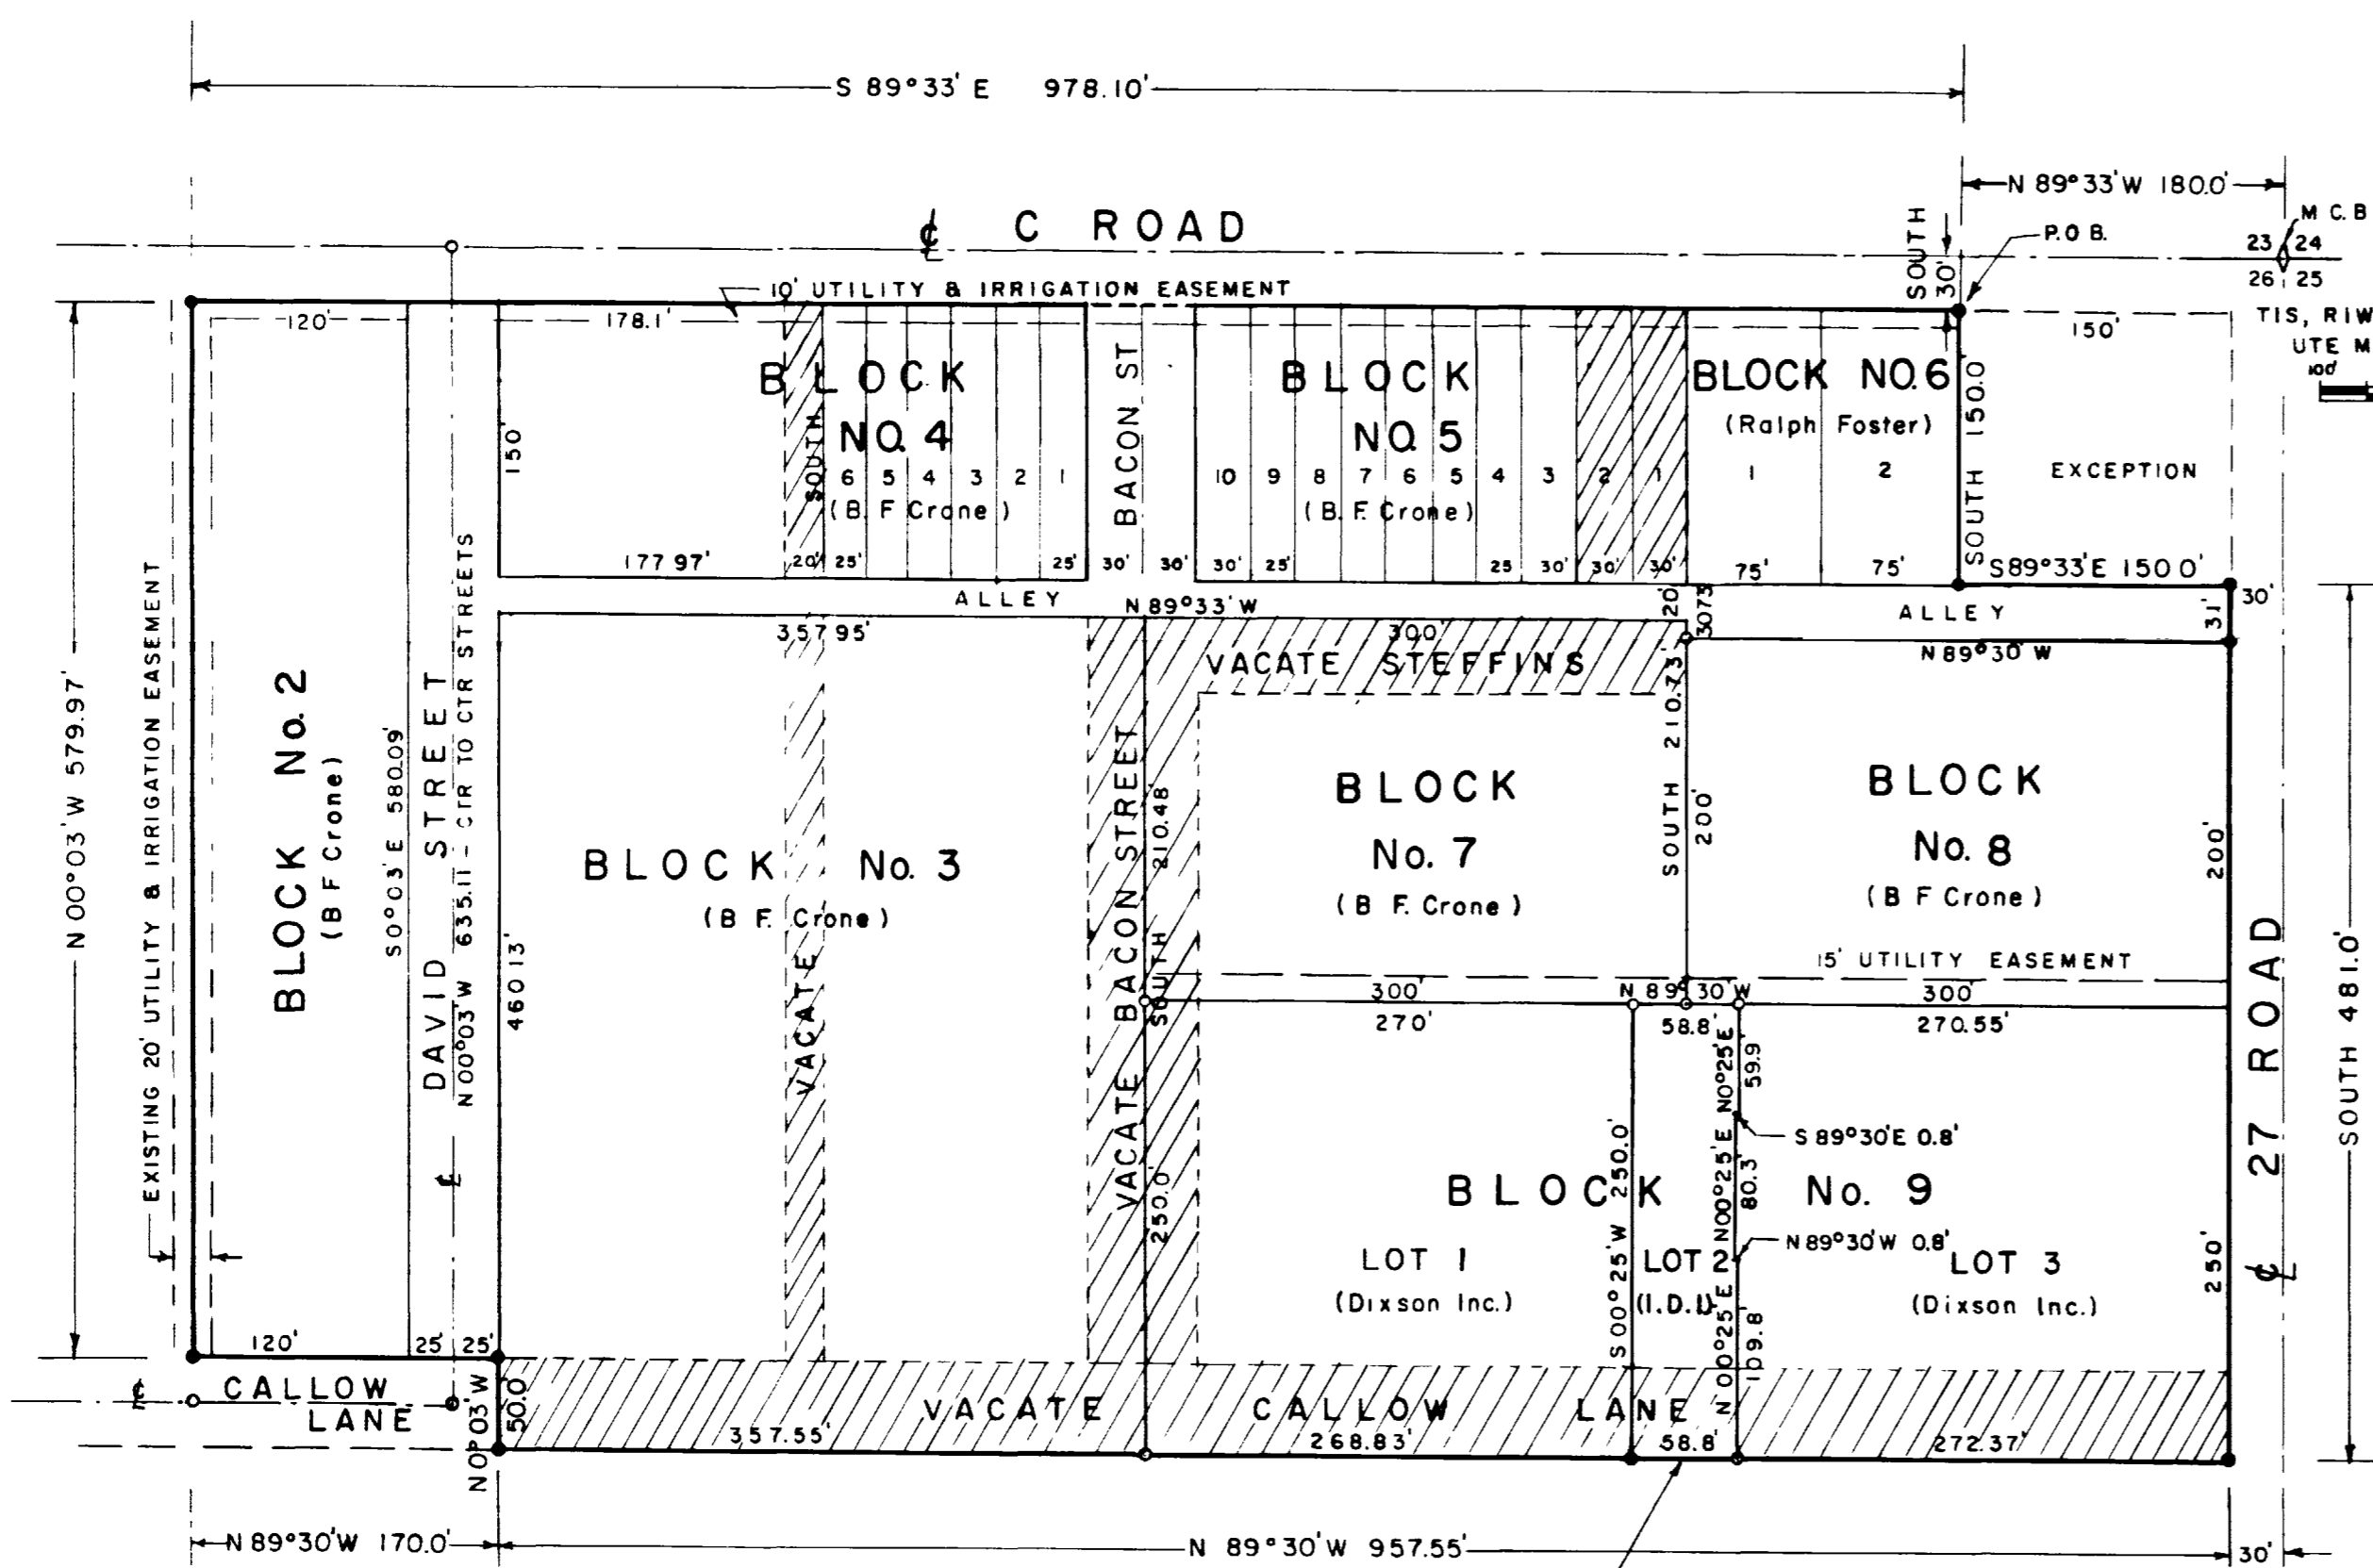 S 89°33' E 978.10'
N 89°33'W 180.0'
M C. B
23 24
26 25
TIS, RIW
UTE M
100'
℄ C ROAD
SOUTH 30'
P.O B.
10' UTILITY & IRRIGATION EASEMENT
120'
178.1'
150'
BLOCK NO. 4
SOUTH
6 5 4 3 2 1
(B. F Crone)
BACON ST
BLOCK NO. 5
10 9 8 7 6 5 4 3 2 1
(B. F. Crone)
BLOCK NO. 6
(Ralph Foster)
1 2
SOUTH 150.0'
SOUTH 150.0'
EXCEPTION
150'
177 97'
20' 25' 25' 30' 30' 30' 25' 25 30' 30' 30' 75' 75'
S89°33'E 150 0'
30'
ALLEY
N 89°33'W
20'
3073
ALLEY
31'
357 95'
300'
N 89°30' W
VACATE STEFFINS
N 00°03' W 579.97'
EXISTING 20' UTILITY & IRRIGATION EASEMENT
BLOCK No. 2
(B F Crone)
S 0°03' E 580.09'
DAVID STREET
N 00°03' W 635.11 - CTR TO CTR STREETS
460 13'
℄
BLOCK No. 3
(B F. Crone)
VACATE
VACATE BACON STREET
SOUTH 210.48'
250.0'
BLOCK No. 7
(B F. Crone)
SOUTH 210.73'
200'
BLOCK No. 8
(B F Crone)
200'
15' UTILITY EASEMENT
300' N 89°30' W 300'
270' 58.8' 270.55'
N0°25'E 59.9
S 89°30'E 0.8'
N00°25'E 80.3'
N 89°30'W 0.8'
N 00°25'E 109.8'
S 00°25'W 250.0'
BLOCK No. 9
LOT 1
(Dixson Inc.)
LOT 2
(I.D.I.)
LOT 3
(Dixson Inc.)
250'
℄ 27 ROAD
SOUTH 481.0'
120' 25' 25'
℄ CALLOW LANE
N0°03'W 50.0'
VACATE CALLOW LANE
357.55' 268.83' 58.8' 272.37'
N 89°30'W 170.0'
N 89°30'W 957.55'
30'